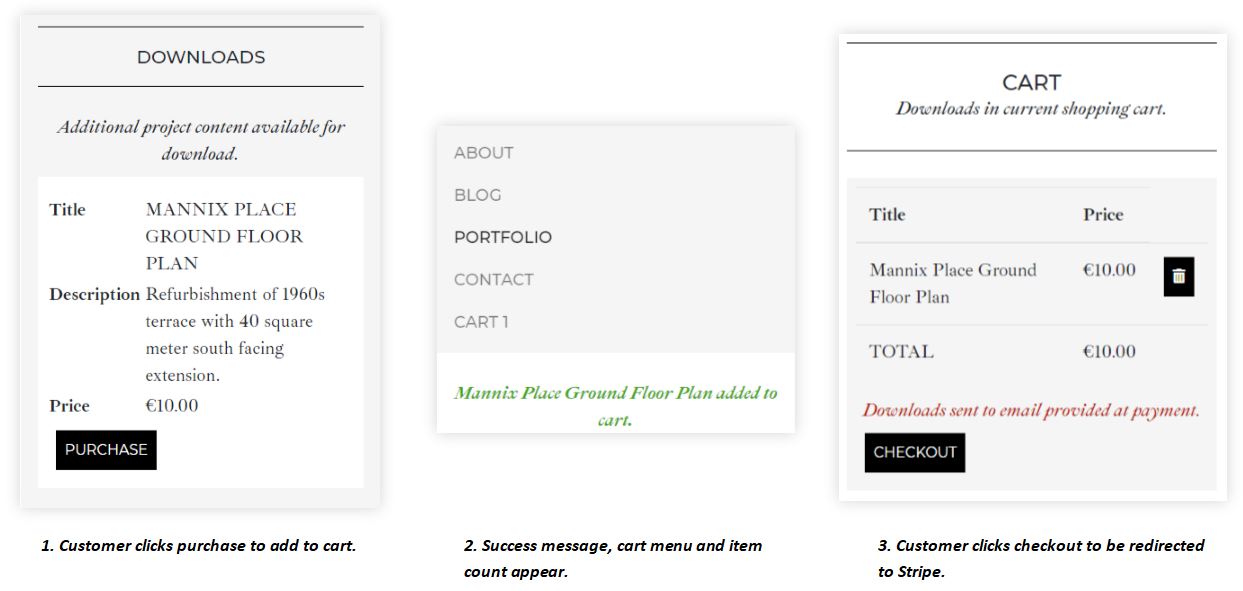 DOWNLOADS
Additional project content available for
download.
Title MANNIX PLACE
GROUND FLOOR
PLAN
Description Refurbishment of 1960s
terrace with 40 square
meter south facing
extension.
Price €10.00
PURCHASE
1. Customer clicks purchase to add to cart.
ABOUT
BLOG
PORTFOLIO
CONTACT
CART 1
Mannix Place Ground Floor Plan added to
cart.
2. Success message, cart menu and item
count appear.
CART
Downloads in current shopping cart.
Title Price
Mannix Place Ground €10.00
Floor Plan
TOTAL €10.00
Downloads sent to email provided at payment.
CHECKOUT
3. Customer clicks checkout to be redirected
to Stripe.